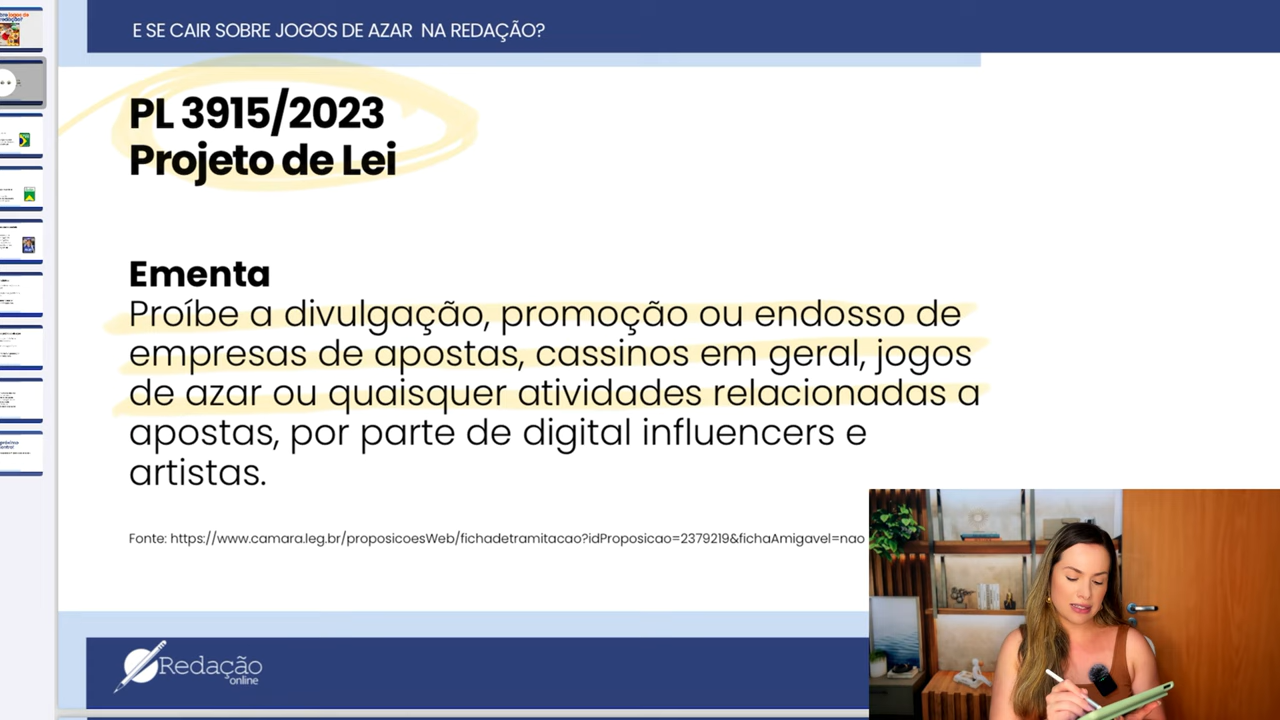 E SE CAIR SOBRE JOGOS DE AZAR NA REDAÇÃO?
PL 3915/2023
Projeto de Lei
Ementa
Proíbe a divulgação, promoção ou endosso de
empresas de apostas, cassinos em geral, jogos
de azar ou quaisquer atividades relacionadas a
apostas, por parte de digital influencers e
artistas.
Fonte: https://www.camara.leg.br/proposicoesWeb/fichadetramitacao?idProposicao=2379219&fichaAmigavel=nao
Redação
online